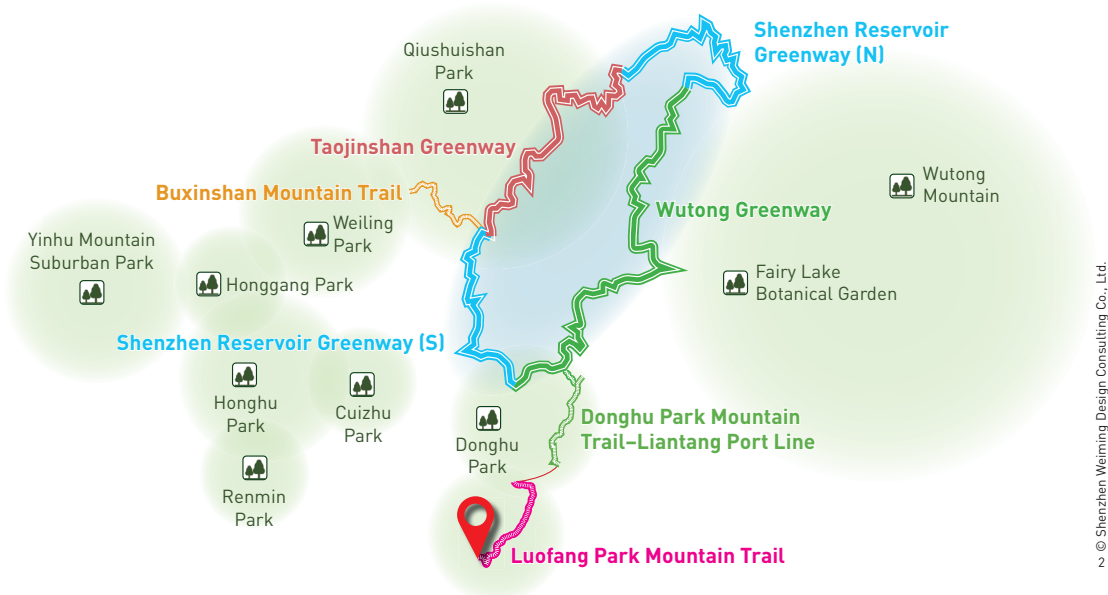 Shenzhen Reservoir
Greenway (N)
Qiushuishan
Park
Taojinshan Greenway
Buxinshan Mountain Trail
Wutong
Mountain
Wutong Greenway
Weiling
Park
Yinhu Mountain
Suburban Park
Honggang Park
Fairy Lake
Botanical Garden
Shenzhen Reservoir Greenway (S)
Honghu
Park
Cuizhu
Park
Donghu
Park
Donghu Park Mountain
Trail–Liantang Port Line
Renmin
Park
Luofang Park Mountain Trail
2 © Shenzhen Weiming Design Consulting Co., Ltd.